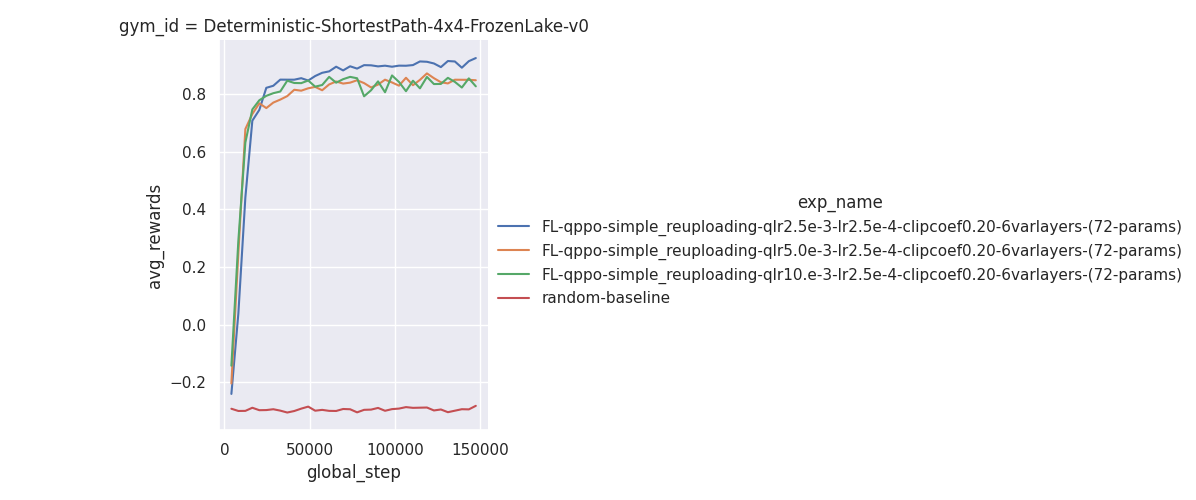 gym_id = Deterministic-ShortestPath-4x4-FrozenLake-v0
avg_rewards
0.8
0.6
0.4
0.2
0.0
−0.2
0 50000 100000 150000
global_step
exp_name
FL-qppo-simple_reuploading-qlr2.5e-3-lr2.5e-4-clipcoef0.20-6varlayers-(72-params)
FL-qppo-simple_reuploading-qlr5.0e-3-lr2.5e-4-clipcoef0.20-6varlayers-(72-params)
FL-qppo-simple_reuploading-qlr10.e-3-lr2.5e-4-clipcoef0.20-6varlayers-(72-params)
random-baseline